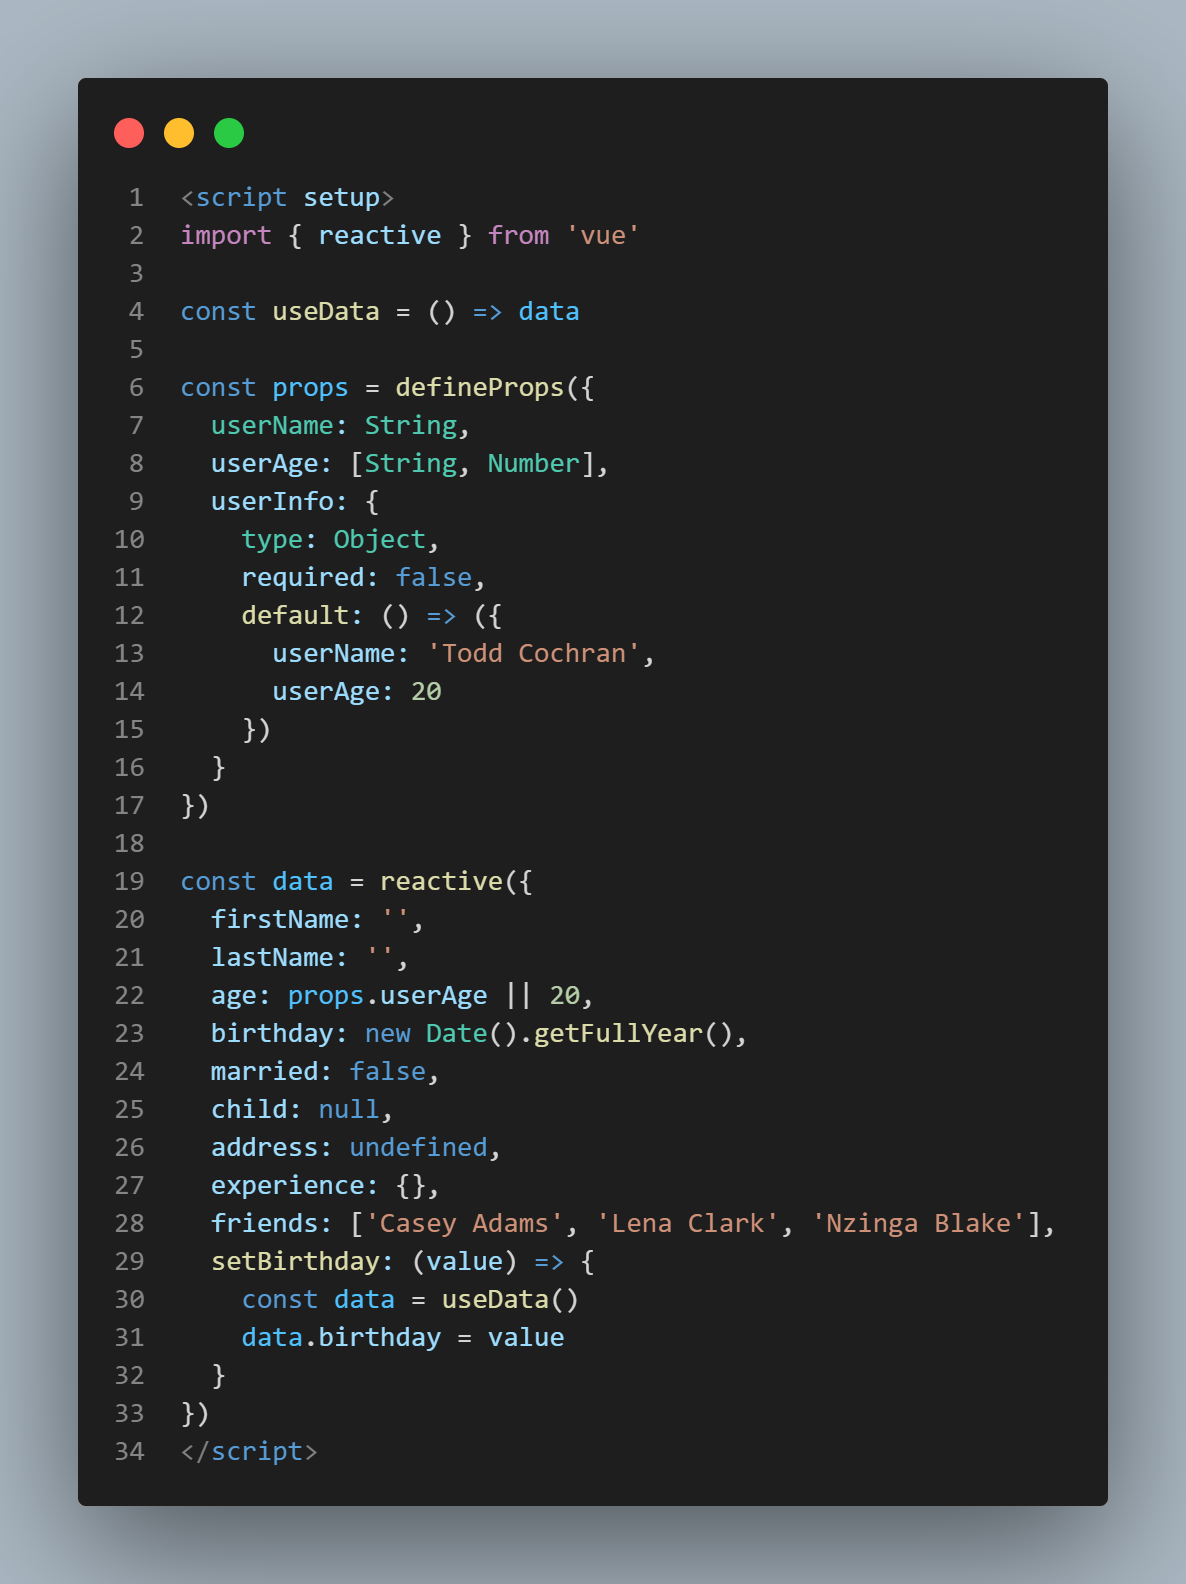 1 <script setup>
2 import { reactive } from 'vue'
3
4 const useData = () => data
5
6 const props = defineProps({
7   userName: String,
8   userAge: [String, Number],
9   userInfo: {
10     type: Object,
11     required: false,
12     default: () => ({
13       userName: 'Todd Cochran',
14       userAge: 20
15     })
16   }
17 })
18
19 const data = reactive({
20   firstName: '',
21   lastName: '',
22   age: props.userAge || 20,
23   birthday: new Date().getFullYear(),
24   married: false,
25   child: null,
26   address: undefined,
27   experience: {},
28   friends: ['Casey Adams', 'Lena Clark', 'Nzinga Blake'],
29   setBirthday: (value) => {
30     const data = useData()
31     data.birthday = value
32   }
33 })
34 </script>